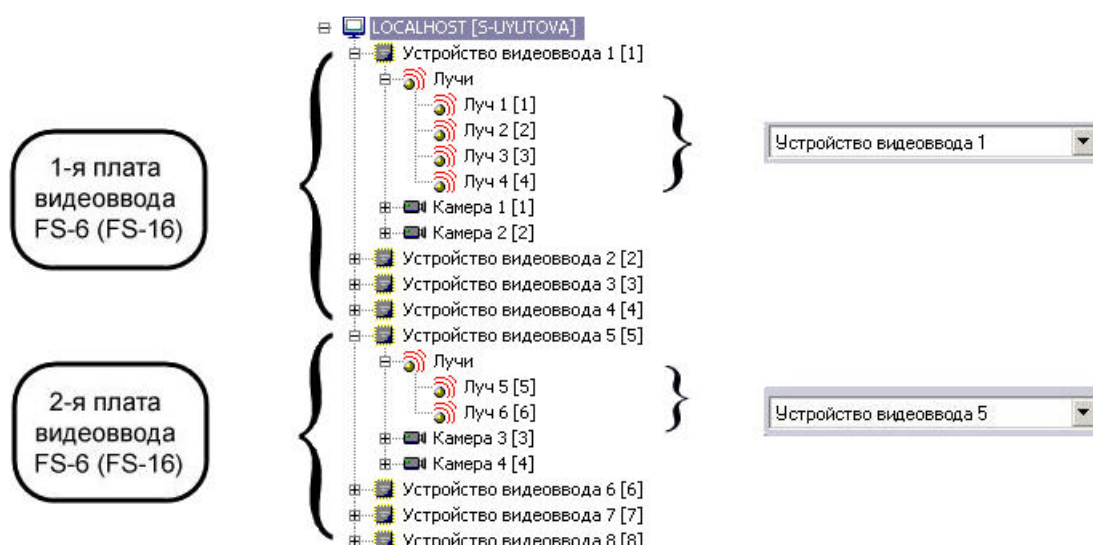 LOCALHOST [S-UYUTOVA]
Устройство видеоввода 1 [1]
Лучи
Луч 1 [1]
Луч 2 [2]
Луч 3 [3]
Луч 4 [4]
Камера 1 [1]
Камера 2 [2]
Устройство видеоввода 2 [2]
Устройство видеоввода 3 [3]
Устройство видеоввода 4 [4]
Устройство видеоввода 5 [5]
Лучи
Луч 5 [5]
Луч 6 [6]
Камера 3 [3]
Камера 4 [4]
Устройство видеоввода 6 [6]
Устройство видеоввода 7 [7]
Устройство видеоввода 8 [8]
1-я плата
видеоввода
FS-6 (FS-16)
2-я плата
видеоввода
FS-6 (FS-16)
Устройство видеоввода 1
Устройство видеоввода 5